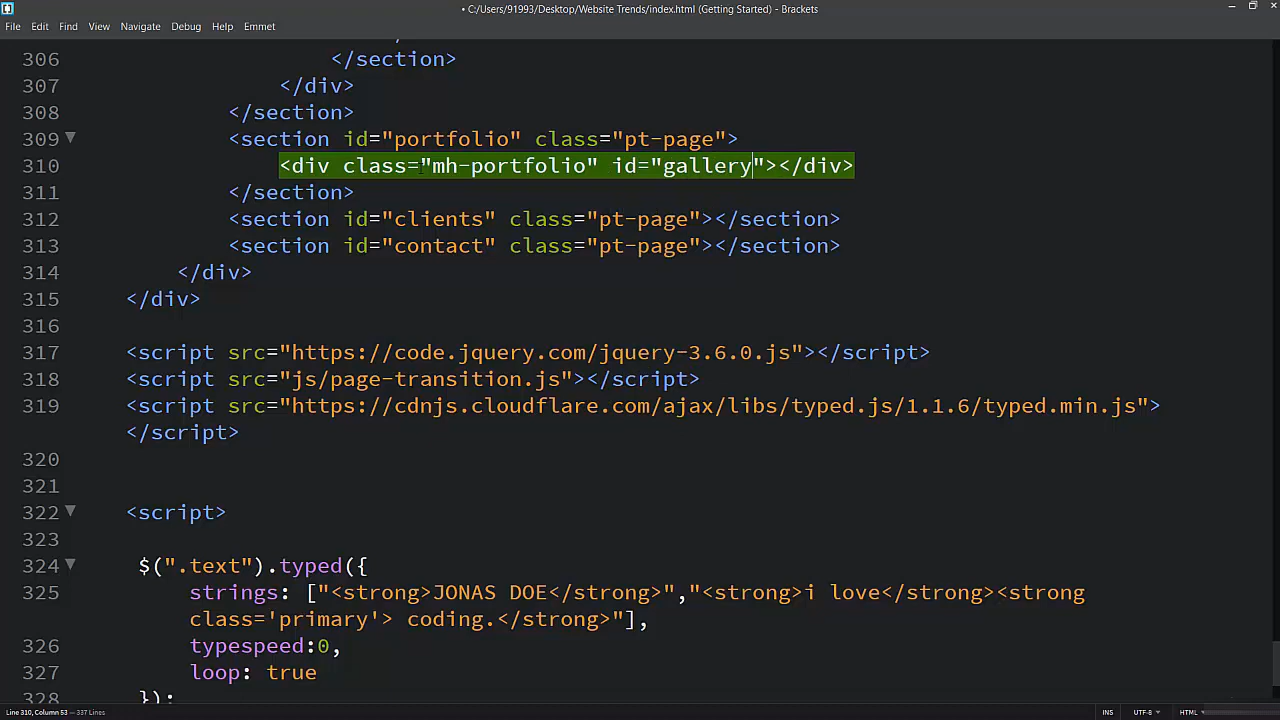 • C:/Users/91993/Desktop/Website Trends/index.html (Getting Started) - Brackets
File Edit Find View Navigate Debug Help Emmet
306 </section>
307 </div>
308 </section>
309 <section id="portfolio" class="pt-page">
310 <div class="mh-portfolio" id="gallery"></div>
311 </section>
312 <section id="clients" class="pt-page"></section>
313 <section id="contact" class="pt-page"></section>
314 </div>
315 </div>
316
317 <script src="https://code.jquery.com/jquery-3.6.0.js"></script>
318 <script src="js/page-transition.js"></script>
319 <script src="https://cdnjs.cloudflare.com/ajax/libs/typed.js/1.1.6/typed.min.js">
</script>
320
321
322 <script>
323
324 $(".text").typed({
325 strings: ["<strong>JONAS DOE</strong>","<strong>i love</strong><strong
class='primary'> coding.</strong>"],
326 typespeed:0,
327 loop: true
328 });
Line 310, Column 53 — 337 Lines INS UTF-8 HTML